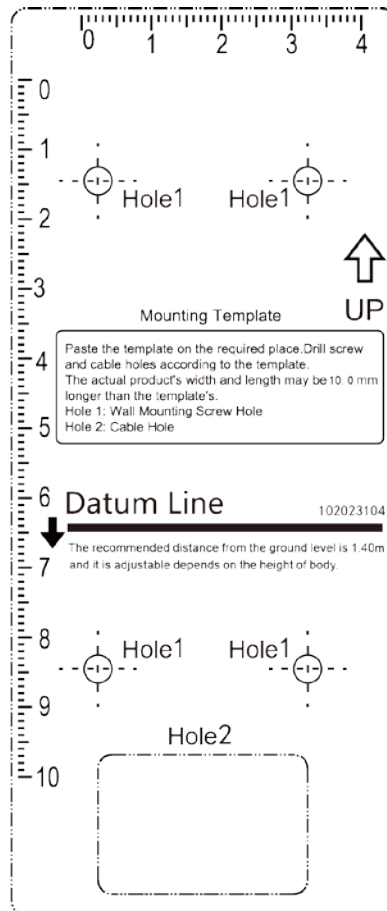 0 1 2 3 4
0
1
Hole1 Hole1
2
3
UP
Mounting Template
4
Paste the template on the required place.Drill screw
and cable holes according to the template.
The actual product's width and length may be 10.0 mm
longer than the template's.
Hole 1: Wall Mounting Screw Hole
Hole 2: Cable Hole
5
6
Datum Line 102023104
The recommended distance from the ground level is 1.40m
7
and it is adjustable depends on the height of body.
8
Hole1 Hole1
9
Hole2
10